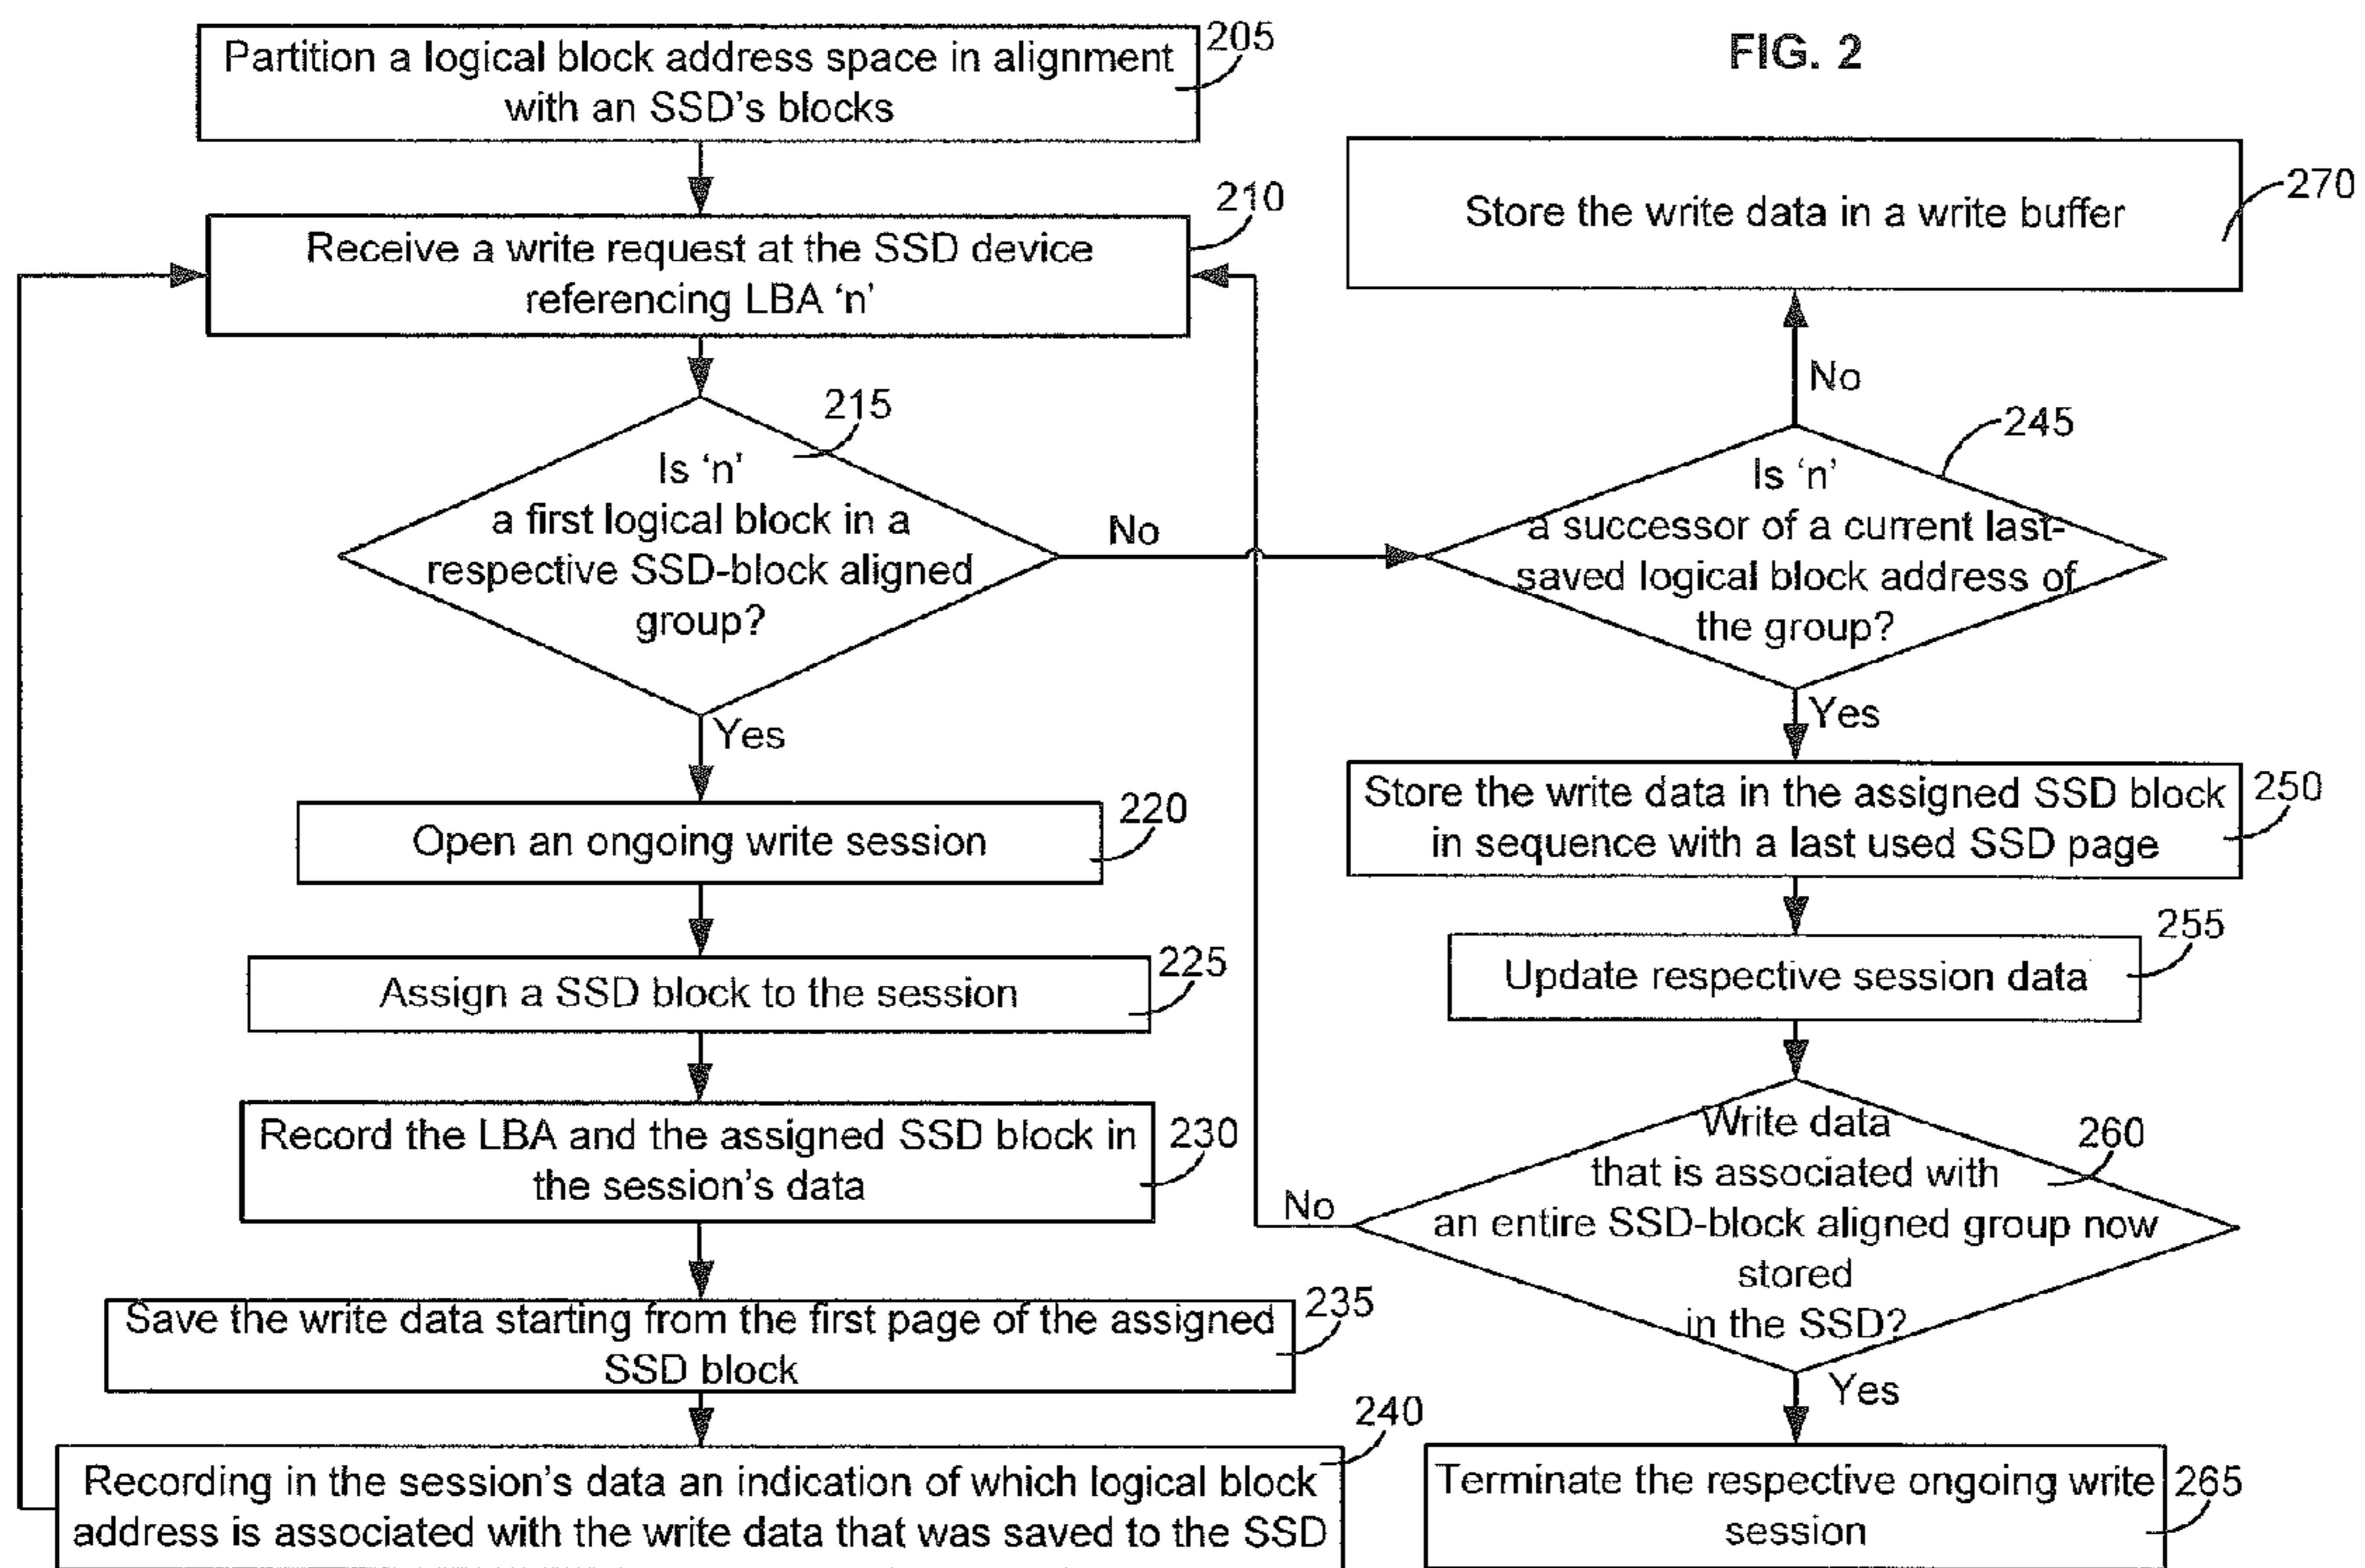 FIG. 2
Partition a logical block address space in alignment
with an SSD's blocks
205
Receive a write request at the SSD device
referencing LBA ‘n’
210
215
Is ‘n’
a first logical block in a
respective SSD-block aligned
group?
No
Yes
Open an ongoing write session
220
Assign a SSD block to the session
225
Record the LBA and the assigned SSD block in
the session's data
230
Save the write data starting from the first page of the assigned
SSD block
235
240
Recording in the session's data an indication of which logical block
address is associated with the write data that was saved to the SSD
Store the write data in a write buffer
270
No
245
Is ‘n’
a successor of a current last-
saved logical block address of
the group?
Yes
Store the write data in the assigned SSD block
in sequence with a last used SSD page
250
255
Update respective session data
Write data
that is associated with
an entire SSD-block aligned group now
stored
in the SSD?
260
No
Yes
Terminate the respective ongoing write
session
265